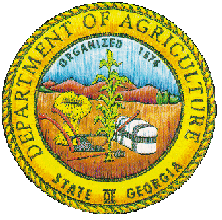 DEPARTMENT OF AGRICULTURE
ORGANIZED 1874
STATE OF GEORGIA